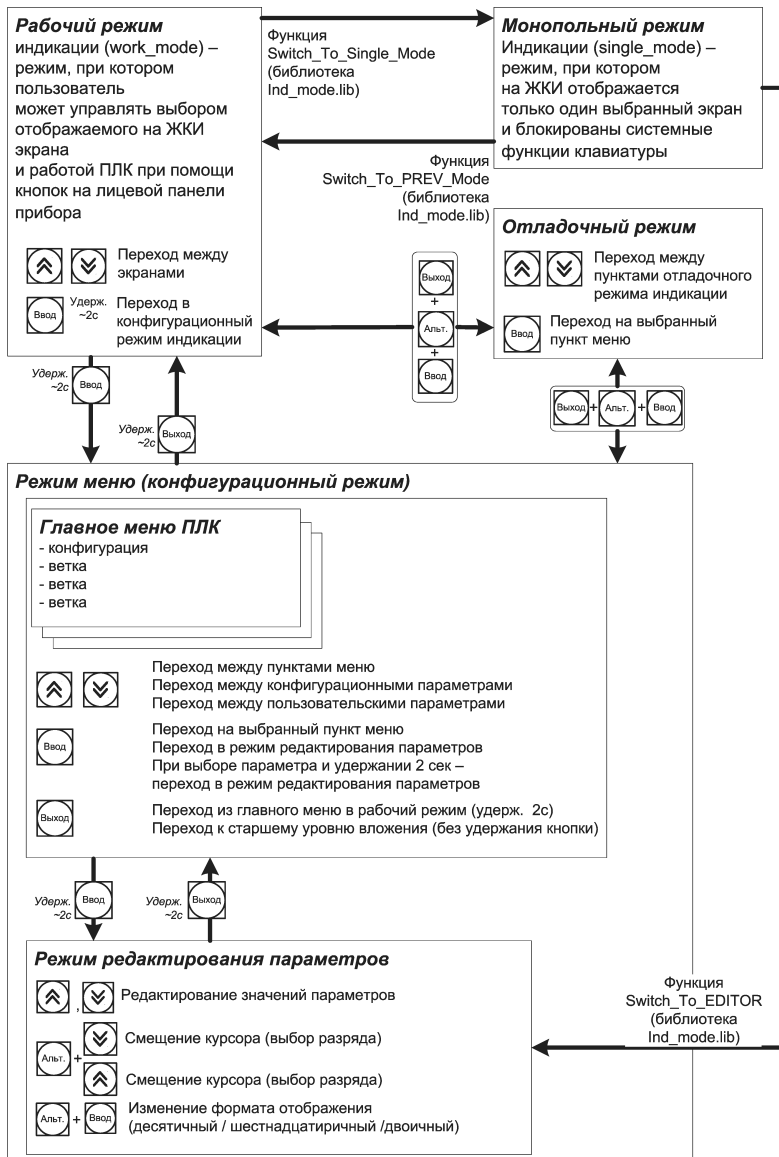 Рабочий режим
индикации (work_mode) –
режим, при котором
пользователь
может управлять выбором
отображаемого на ЖКИ
экрана
и работой ПЛК при помощи
кнопок на лицевой панели
прибора
Переход между
экранами
Ввод
Удерж.
~2с
Переход в
конфигурационный
режим индикации
Функция
Switch_To_Single_Mode
(библиотека
Ind_mode.lib)
Монопольный режим
Индикации (single_mode) –
режим, при котором
на ЖКИ отображается
только один выбранный экран
и блокированы системные
функции клавиатуры
Функция
Switch_To_PREV_Mode
(библиотека
Ind_mode.lib)
Отладочный режим
Переход между
пунктами отладочного
режима индикации
Ввод
Переход на выбранный
пункт меню
Выход
+
Альт.
+
Ввод
Удерж.
~2с
Ввод
Удерж.
~2с
Выход
Выход
+
Альт.
+
Ввод
Режим меню (конфигурационный режим)
Главное меню ПЛК
- конфигурация
- ветка
- ветка
- ветка
Переход между пунктами меню
Переход между конфигурационными параметрами
Переход между пользовательскими параметрами
Ввод
Переход на выбранный пункт меню
Переход в режим редактирования параметров
При выборе параметра и удержании 2 сек –
переход в режим редактирования параметров
Выход
Переход из главного меню в рабочий режим (удерж. 2с)
Переход к старшему уровню вложения (без удержания кнопки)
Удерж.
~2с
Ввод
Удерж.
~2с
Выход
Режим редактирования параметров
,
Редактирование значений параметров
Альт.
+
Смещение курсора (выбор разряда)
Смещение курсора (выбор разряда)
Альт.
+
Ввод
Изменение формата отображения
(десятичный / шестнадцатиричный /двоичный)
Функция
Switch_To_EDITOR
(библиотека
Ind_mode.lib)